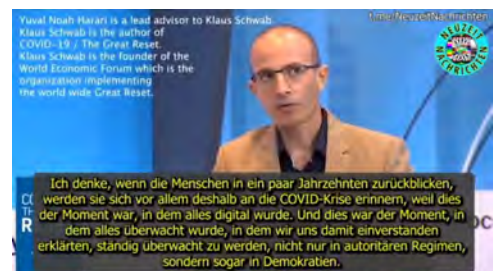 Yuval Noah Harari is a lead advisor to Klaus Schwab.
Klaus Schwab is the author of
COVID-19 / The Great Reset.
Klaus Schwab is the founder of the
World Economic Forum which is the
organization implementing
the world wide Great Reset.
t.me/NeuzeitNachrichten
NEUZEIT
NACHRICHTEN
Ich denke, wenn die Menschen in ein paar Jahrzehnten zurückblicken,
werden sie sich vor allem deshalb an die COVID-Krise erinnern, weil dies
der Moment war, in dem alles digital wurde. Und dies war der Moment, in
dem alles überwacht wurde, in dem wir uns damit einverstanden
erklärten, ständig überwacht zu werden, nicht nur in autoritären Regimen,
sondern sogar in Demokratien.